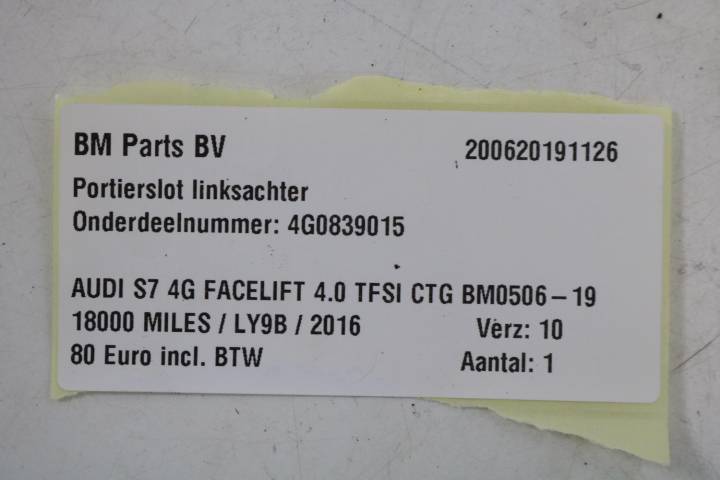 BM Parts BV 200620191126
Portierslot linksachter
Onderdeelnummer: 4G0839015
AUDI S7 4G FACELIFT 4.0 TFSI CTG BM0506-19
18000 MILES / LY9B / 2016 Verz: 10
80 Euro incl. BTW Aantal: 1